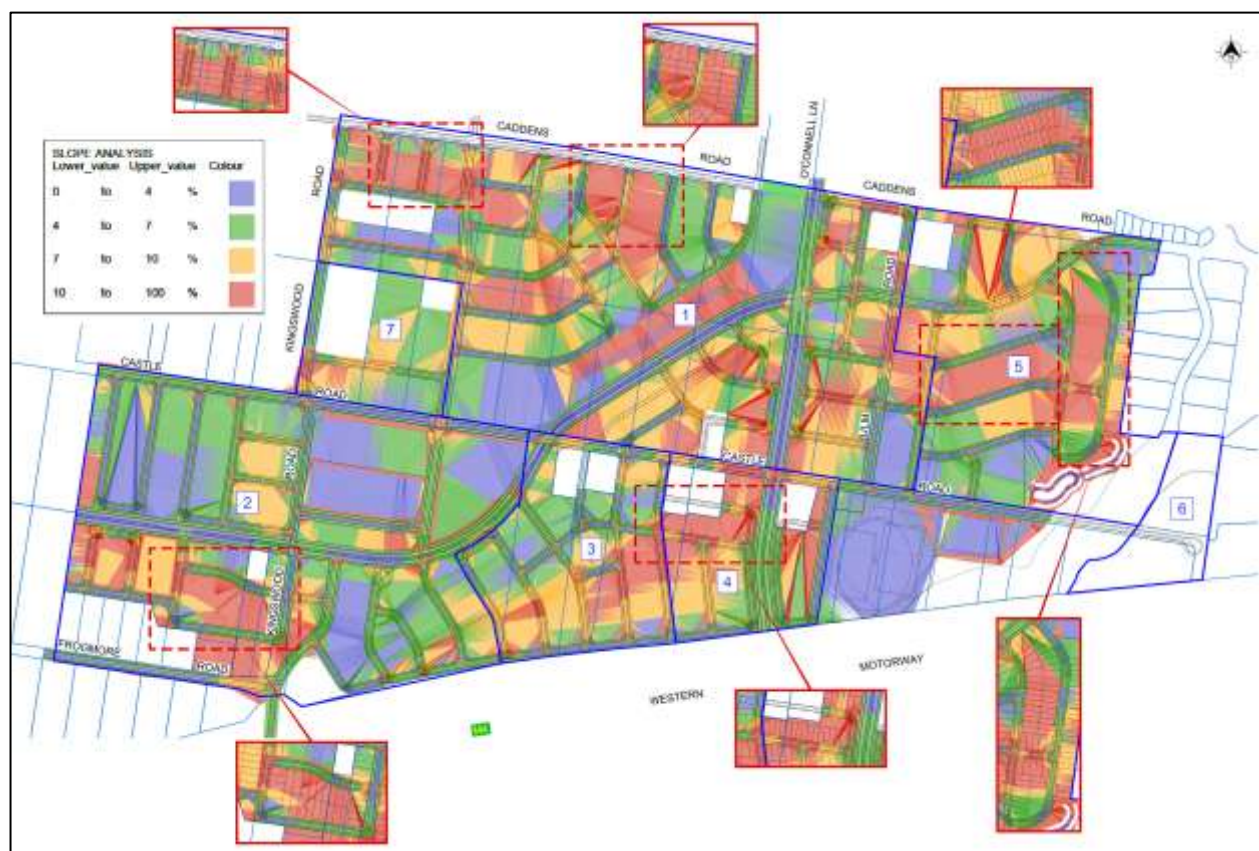 CADDENS
ROAD
O'CONNELL LN
CADDENS
ROAD
SLOPE ANALYSIS
Lower_value Upper_value Colour
0 to 4 %
4 to 7 %
7 to 10 %
10 to 100 %
ROAD
KINGSWOOD
ROAD
1
7
5
CASTLE
ROAD
CASTLE
ROAD
ROAD
2
3
4
6
KINGSWOOD
FROGMORE
ROAD
WESTERN
MOTORWAY